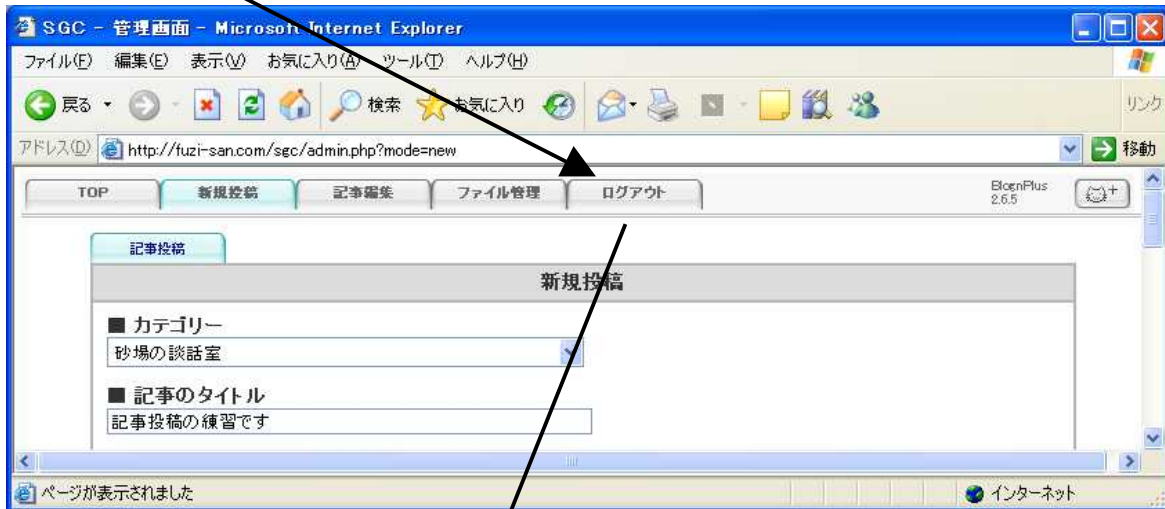 SGC - 管理画面 - Microsoft Internet Explorer
ファイル(F) 編集(E) 表示(V) お気に入り(A) ツール(T) ヘルプ(H)
戻る 検索 お気に入り リンク
アドレス(D) http://fuzi-san.com/sgc/admin.php?mode=new 移動
TOP 新規投稿 記事編集 ファイル管理 ログアウト BlognPlus
2.6.5
記事投稿
新規投稿
■ カテゴリー
砂場の談話室
■ 記事のタイトル
記事投稿の練習です
ページが表示されました インターネット